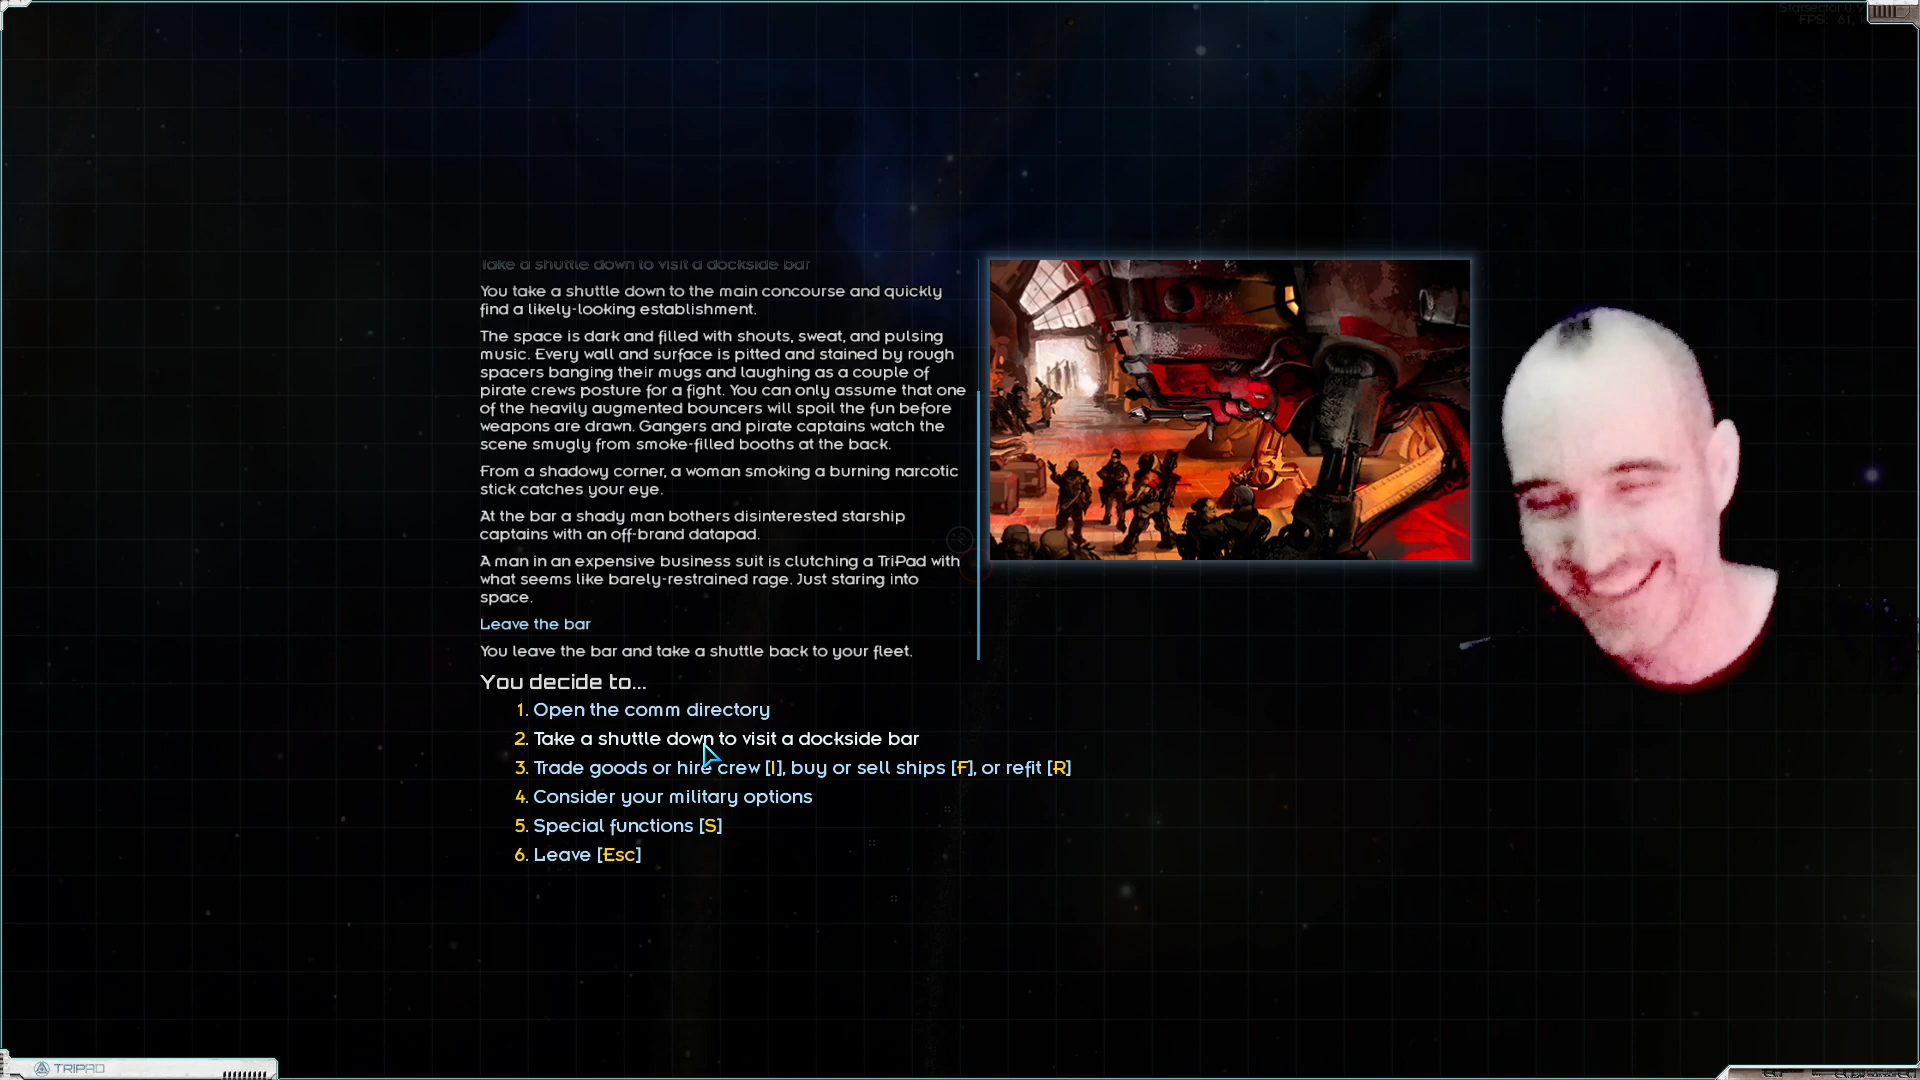 Starsector 0.9
FPS: 61,
Take a shuttle down to visit a dockside bar
You take a shuttle down to the main concourse and quickly
find a likely-looking establishment.
The space is dark and filled with shouts, sweat, and pulsing
music. Every wall and surface is pitted and stained by rough
spacers banging their mugs and laughing as a couple of
pirate crews posture for a fight. You can only assume that one
of the heavily augmented bouncers will spoil the fun before
weapons are drawn. Gangers and pirate captains watch the
scene smugly from smoke-filled booths at the back.
From a shadowy corner, a woman smoking a burning narcotic
stick catches your eye.
At the bar a shady man bothers disinterested starship
captains with an off-brand datapad.
A man in an expensive business suit is clutching a TriPad with
what seems like barely-restrained rage. Just staring into
space.
Leave the bar
You leave the bar and take a shuttle back to your fleet.
You decide to...
1. Open the comm directory
2. Take a shuttle down to visit a dockside bar
3. Trade goods or hire crew [I], buy or sell ships [F], or refit [R]
4. Consider your military options
5. Special functions [S]
6. Leave [Esc]
TRIPAD